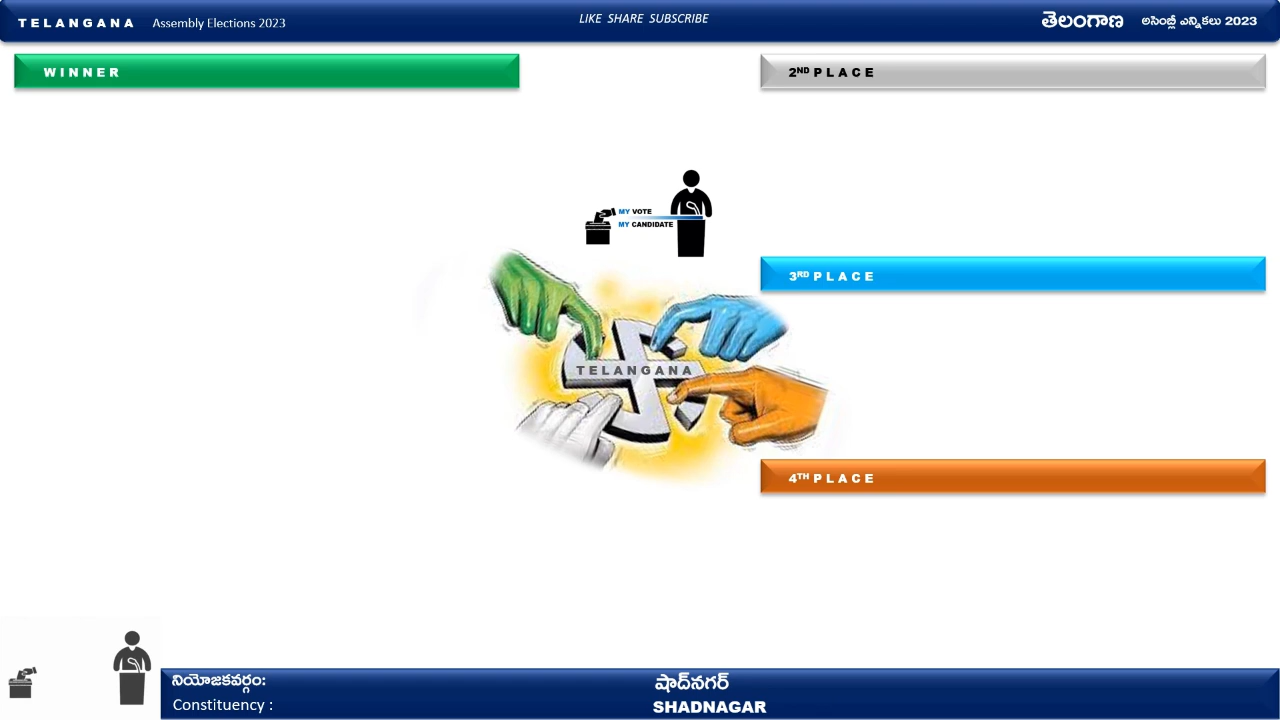 TELANGANA Assembly Elections 2023
LIKE SHARE SUBSCRIBE
తెలంగాణ అసెంబ్లీ ఎన్నికలు 2023
WINNER
2ND PLACE
MY VOTE
MY CANDIDATE
3RD PLACE
TELANGANA
4TH PLACE
నియోజకవర్గం:
షాద్‌నగర్
Constituency :
SHADNAGAR